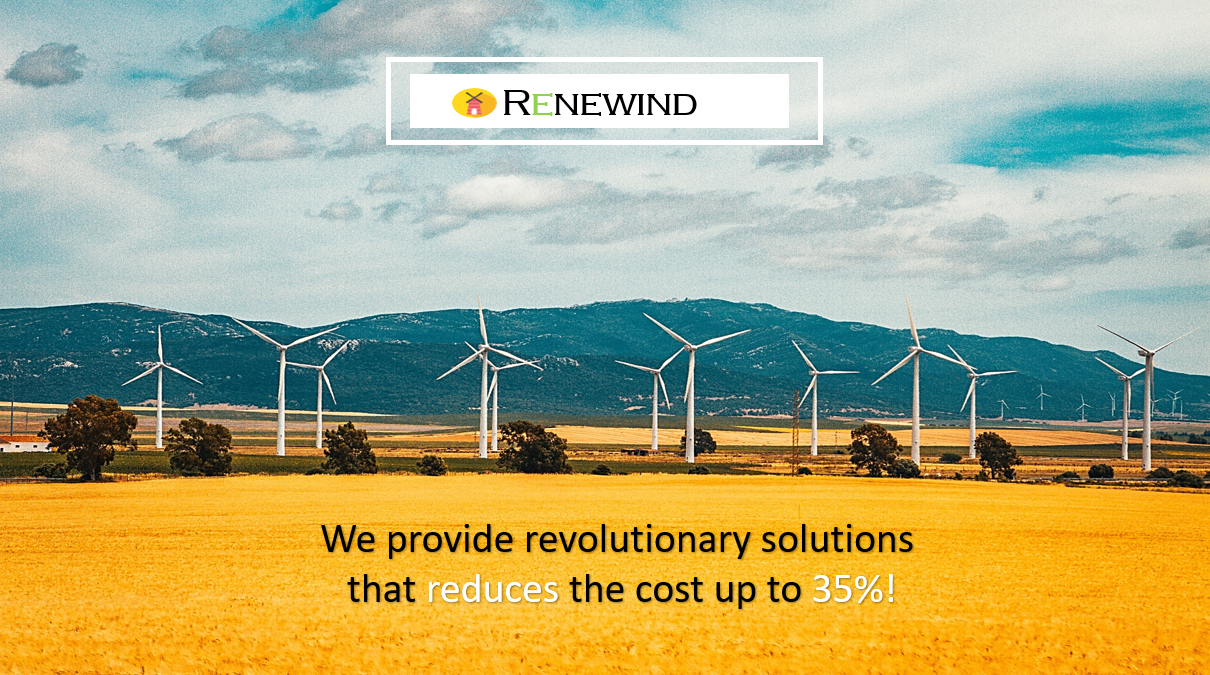 RENEWIND
We provide revolutionary solutions
that reduces the cost up to 35%!